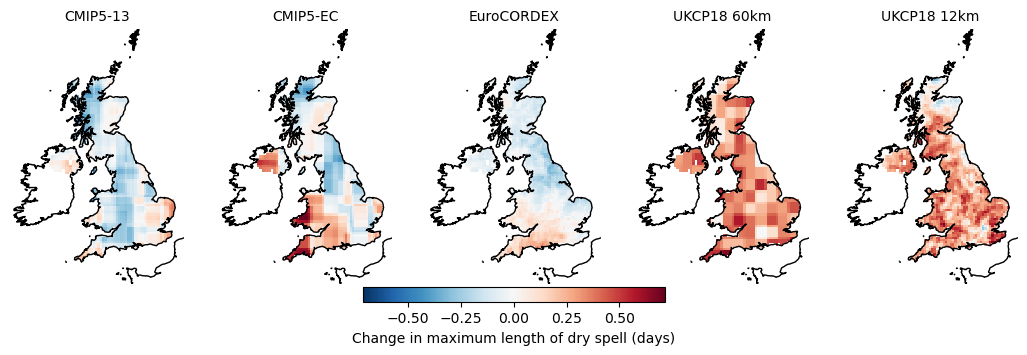 CMIP5-13 CMIP5-EC EuroCORDEX UKCP18 60km UKCP18 12km
−0.50 −0.25 0.00 0.25 0.50
Change in maximum length of dry spell (days)